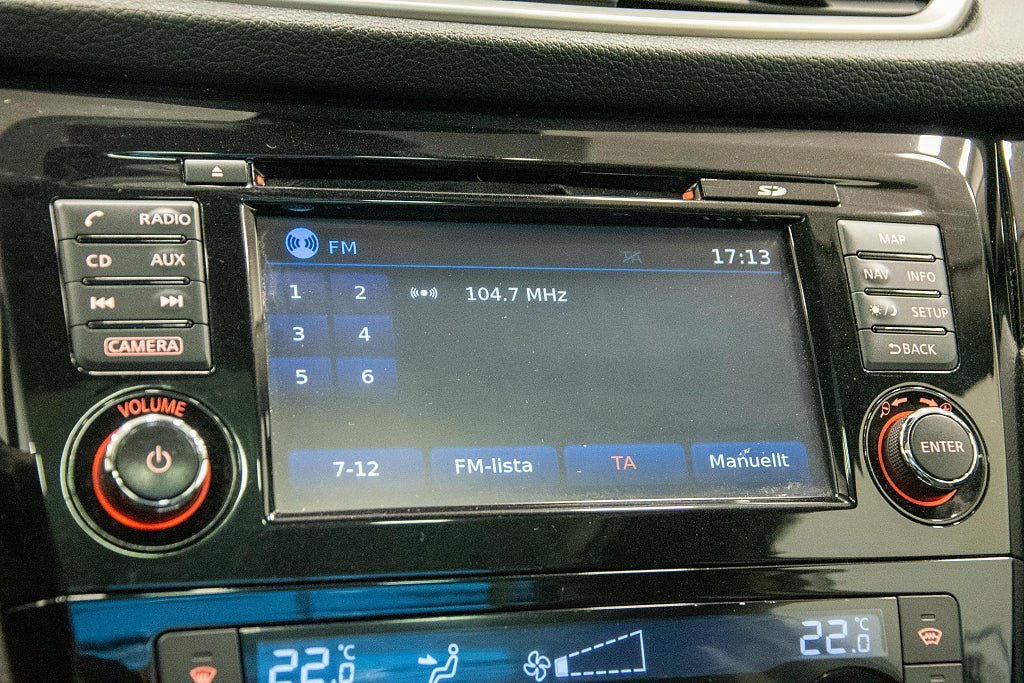 SD
RADIO
CD AUX
CAMERA
VOLUME
FM 17:13
1 2 104.7 MHz
3 4
5 6
7-12 FM-lista TA Manuellt
MAP
NAV INFO
SETUP
BACK
ENTER
22.0°C 22.0°C